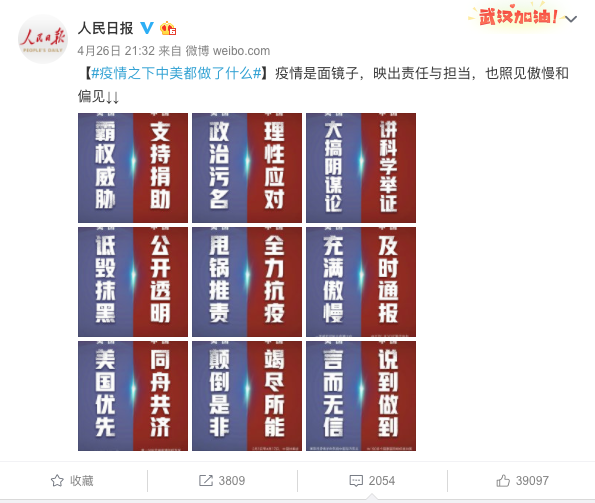 武汉加油!
人民日报
人民日报
PEOPLE'S DAILY
4月26日 21:32 来自 微博 weibo.com
【#疫情之下中美都做了什么#】疫情是面镜子，映出责任与担当，也照见傲慢和
偏见↓↓
霸权威胁 支持捐助
政治污名 理性应对
大搞阴谋论 讲科学举证
诋毁抹黑 公开透明
甩锅推责 全力抗疫
充满傲慢 及时通报
美国优先 同舟共济
颠倒是非 竭尽所能
言而无信 说到做到
收藏 3809 2054 39097